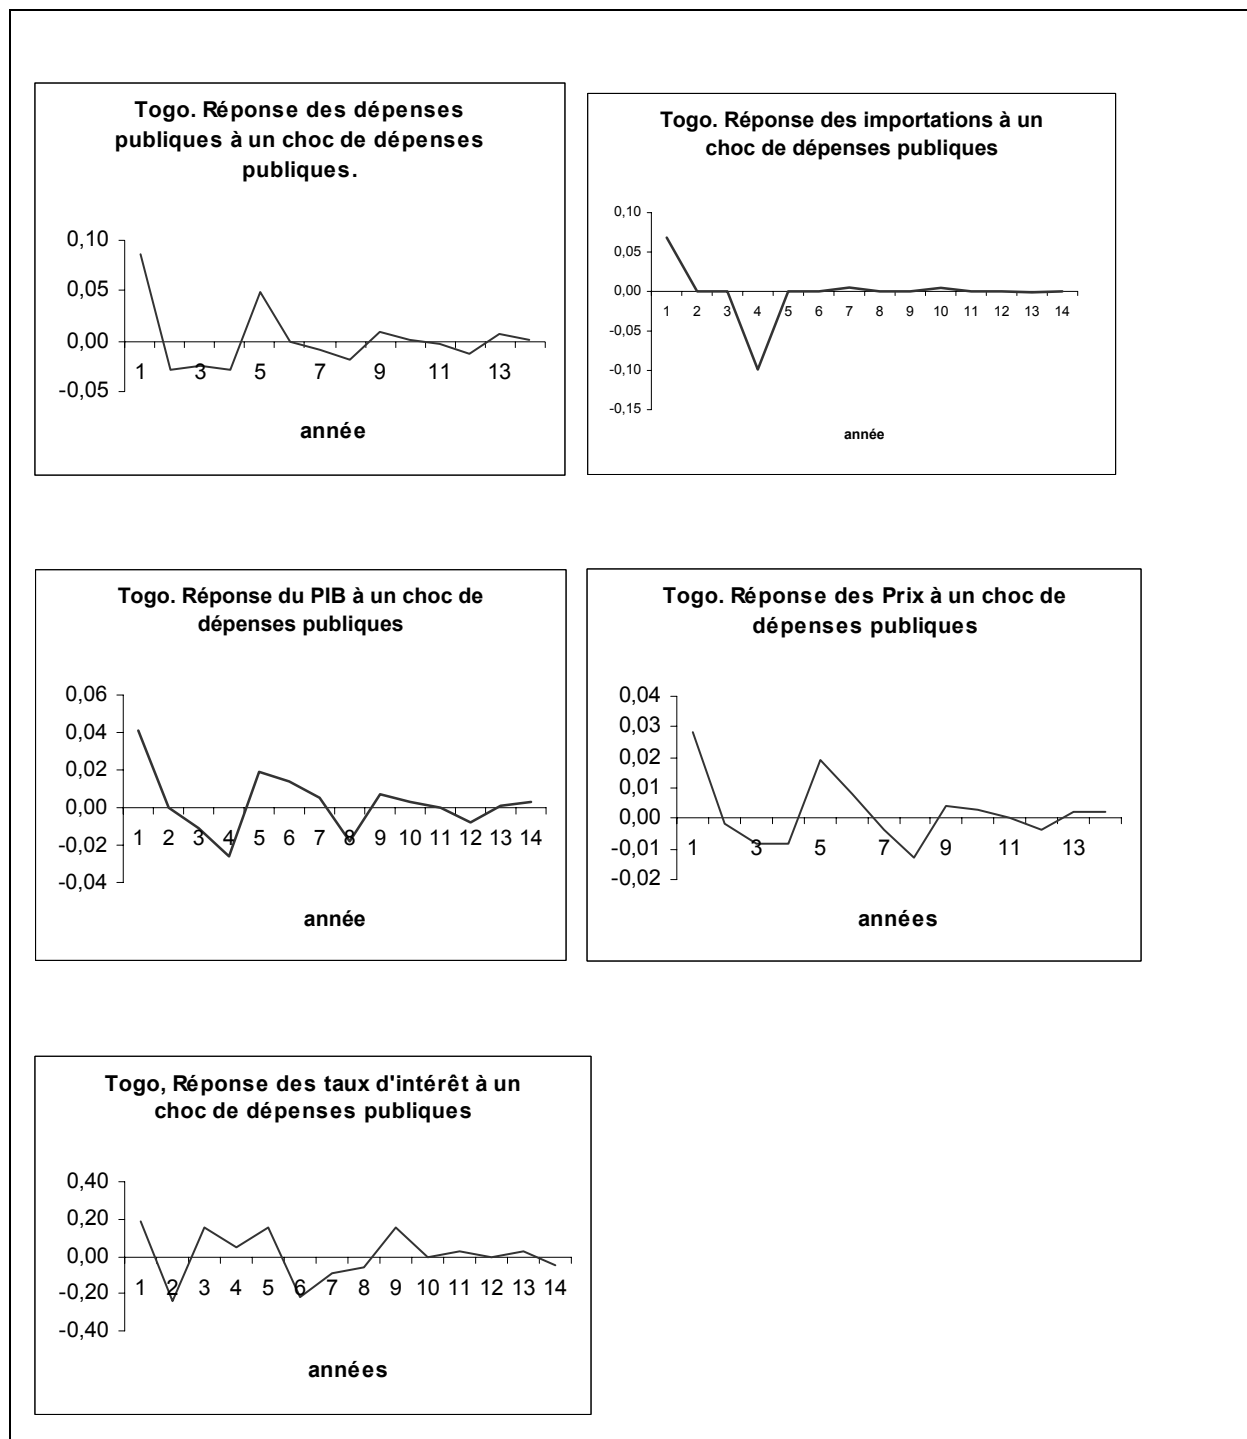 Togo. Réponse des dépenses
publiques à un choc de dépenses
publiques.
0,10
0,05
0,00
-0,05
1 3 5 7 9 11 13
année
Togo. Réponse des importations à un
choc de dépenses publiques
0,10
0,05
0,00
-0,05
-0,10
-0,15
1 2 3 4 5 6 7 8 9 10 11 12 13 14
année
Togo. Réponse du PIB à un choc de
dépenses publiques
0,06
0,04
0,02
0,00
-0,02
-0,04
1 2 3 4 5 6 7 8 9 10 11 12 13 14
année
Togo. Réponse des Prix à un choc de
dépenses publiques
0,04
0,03
0,02
0,01
0,00
-0,01
-0,02
1 3 5 7 9 11 13
années
Togo, Réponse des taux d'intérêt à un
choc de dépenses publiques
0,40
0,20
0,00
-0,20
-0,40
1 2 3 4 5 6 7 8 9 10 11 12 13 14
années